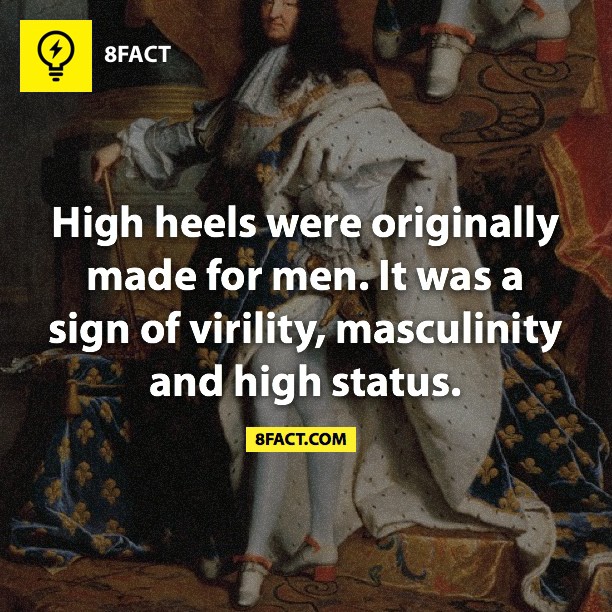 8FACT
High heels were originally
made for men. It was a
sign of virility, masculinity
and high status.
8FACT.COM